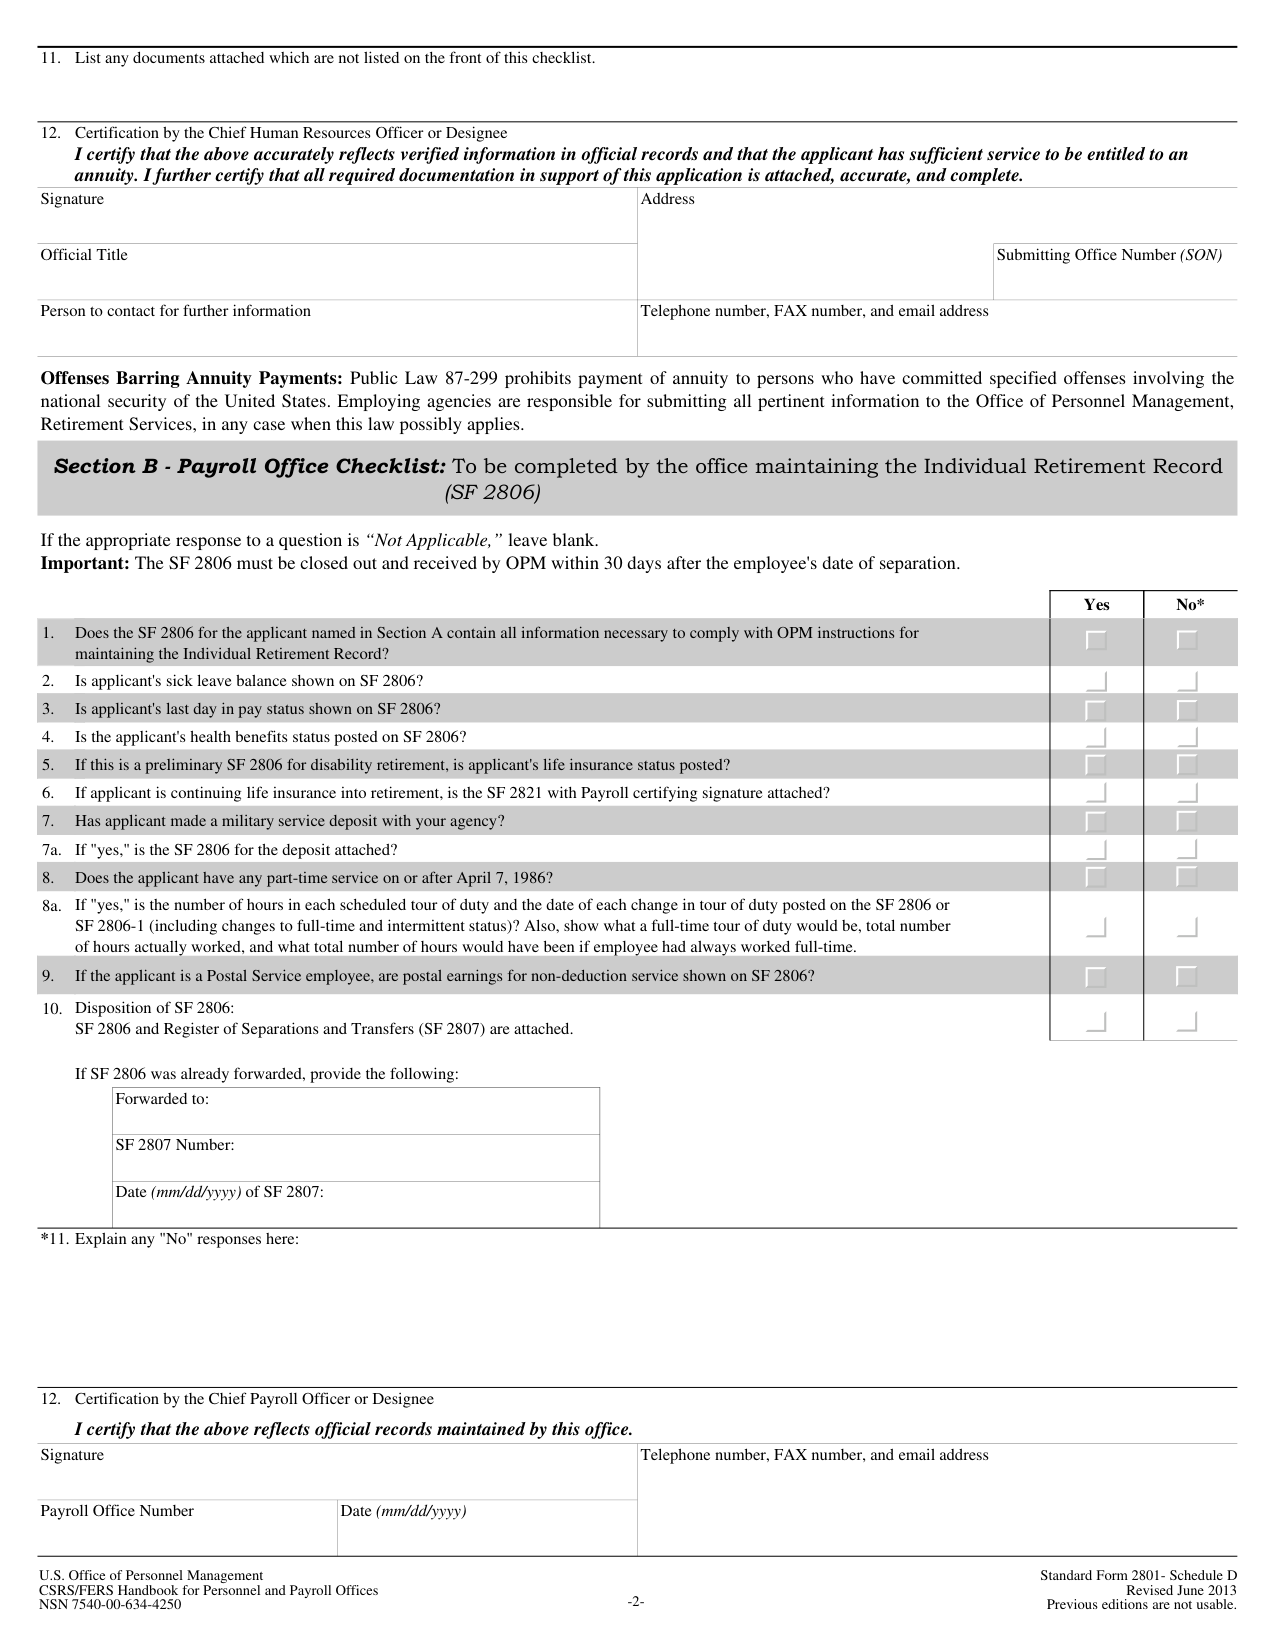 11. List any documents attached which are not listed on the front of this checklist.
12. Certification by the Chief Human Resources Officer or Designee
I certify that the above accurately reflects verified information in official records and that the applicant has sufficient service to be entitled to an
annuity. I further certify that all required documentation in support of this application is attached, accurate, and complete.
Signature
Address
Official Title
Submitting Office Number (SON)
Person to contact for further information
Telephone number, FAX number, and email address
Offenses Barring Annuity Payments: Public Law 87-299 prohibits payment of annuity to persons who have committed specified offenses involving the
national security of the United States. Employing agencies are responsible for submitting all pertinent information to the Office of Personnel Management,
Retirement Services, in any case when this law possibly applies.
Section B - Payroll Office Checklist: To be completed by the office maintaining the Individual Retirement Record
(SF 2806)
If the appropriate response to a question is “Not Applicable,” leave blank.
Important: The SF 2806 must be closed out and received by OPM within 30 days after the employee's date of separation.
Yes No*
1. Does the SF 2806 for the applicant named in Section A contain all information necessary to comply with OPM instructions for
maintaining the Individual Retirement Record?
2. Is applicant's sick leave balance shown on SF 2806?
3. Is applicant's last day in pay status shown on SF 2806?
4. Is the applicant's health benefits status posted on SF 2806?
5. If this is a preliminary SF 2806 for disability retirement, is applicant's life insurance status posted?
6. If applicant is continuing life insurance into retirement, is the SF 2821 with Payroll certifying signature attached?
7. Has applicant made a military service deposit with your agency?
7a. If "yes," is the SF 2806 for the deposit attached?
8. Does the applicant have any part-time service on or after April 7, 1986?
8a. If "yes," is the number of hours in each scheduled tour of duty and the date of each change in tour of duty posted on the SF 2806 or
SF 2806-1 (including changes to full-time and intermittent status)? Also, show what a full-time tour of duty would be, total number
of hours actually worked, and what total number of hours would have been if employee had always worked full-time.
9. If the applicant is a Postal Service employee, are postal earnings for non-deduction service shown on SF 2806?
10. Disposition of SF 2806:
SF 2806 and Register of Separations and Transfers (SF 2807) are attached.
If SF 2806 was already forwarded, provide the following:
Forwarded to:
SF 2807 Number:
Date (mm/dd/yyyy) of SF 2807:
*11. Explain any "No" responses here:
12. Certification by the Chief Payroll Officer or Designee
I certify that the above reflects official records maintained by this office.
Signature
Telephone number, FAX number, and email address
Payroll Office Number
Date (mm/dd/yyyy)
U.S. Office of Personnel Management
CSRS/FERS Handbook for Personnel and Payroll Offices
NSN 7540-00-634-4250
-2-
Standard Form 2801- Schedule D
Revised June 2013
Previous editions are not usable.